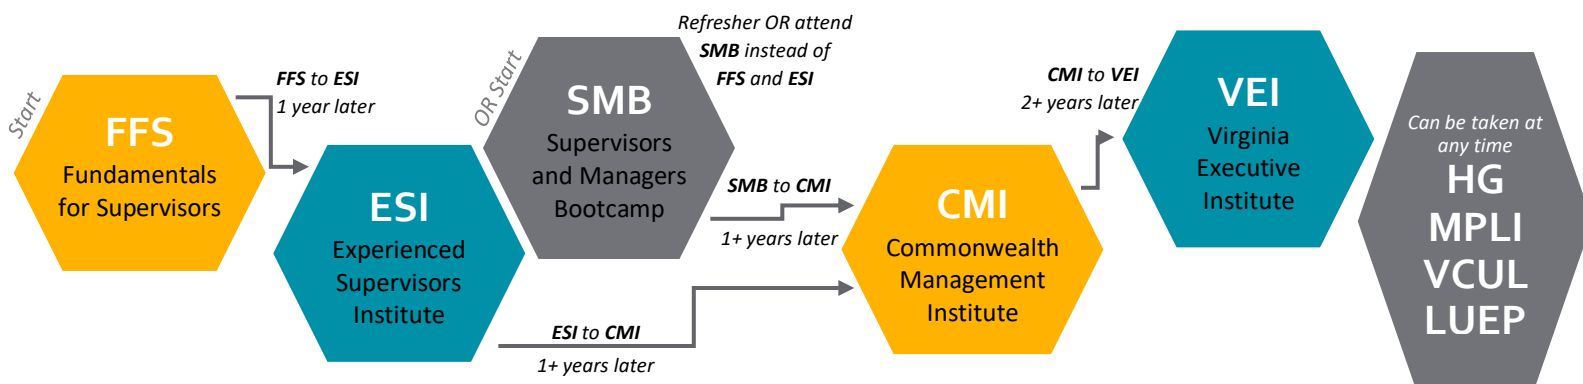 Start
FFS
Fundamentals
for Supervisors
FFS to ESI
1 year later
ESI
Experienced
Supervisors
Institute
OR Start
SMB
Supervisors
and Managers
Bootcamp
Refresher OR attend
SMB instead of
FFS and ESI
SMB to CMI
1+ years later
ESI to CMI
1+ years later
CMI
Commonwealth
Management
Institute
CMI to VEI
2+ years later
VEI
Virginia
Executive
Institute
Can be taken at
any time
HG
MPLI
VCUL
LUEP